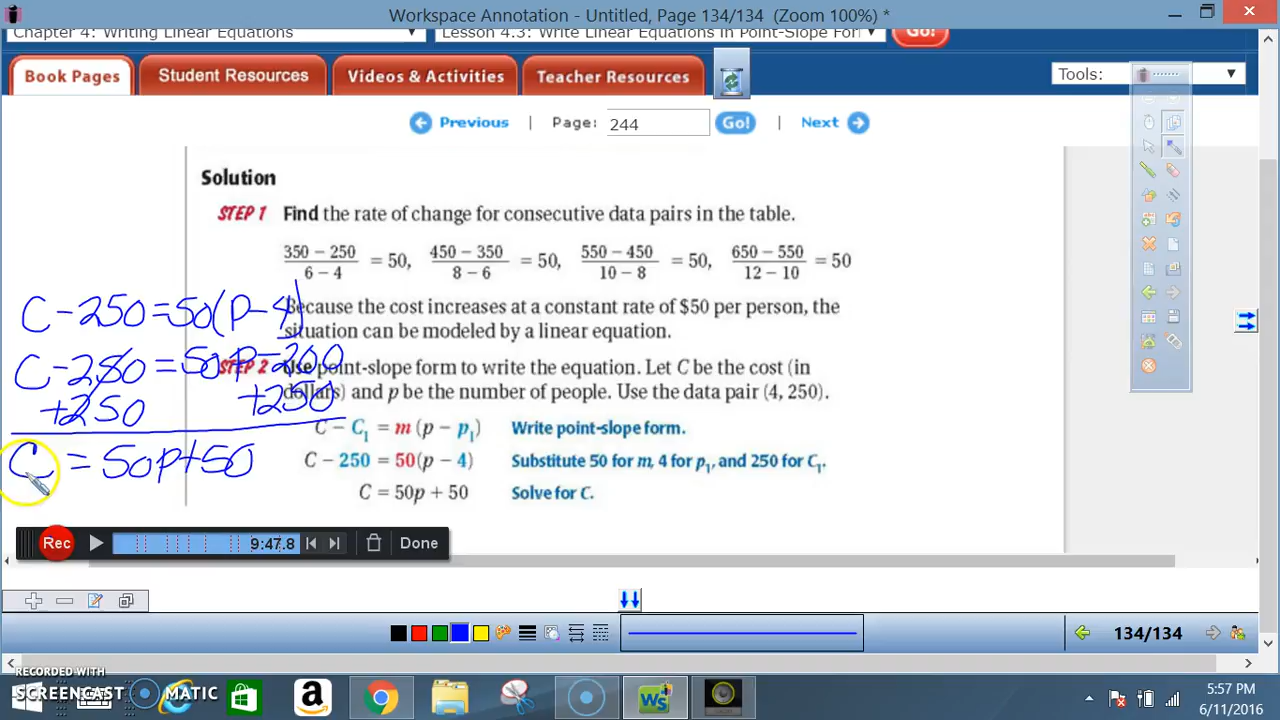 Workspace Annotation - Untitled, Page 134/134 (Zoom 100%) *
Chapter 4: Writing Linear Equations
Lesson 4.3: Write Linear Equations in Point-Slope For
Go!
Book Pages
Student Resources
Videos & Activities
Teacher Resources
Tools:
Previous | Page: 244 Go! | Next
Solution
STEP 1 Find the rate of change for consecutive data pairs in the table.
350 − 250 / 6 − 4 = 50, 450 − 350 / 8 − 6 = 50, 550 − 450 / 10 − 8 = 50, 650 − 550 / 12 − 10 = 50
Because the cost increases at a constant rate of $50 per person, the
situation can be modeled by a linear equation.
STEP 2 Use point-slope form to write the equation. Let C be the cost (in
dollars) and p be the number of people. Use the data pair (4, 250).
C − C₁ = m(p − p₁) Write point-slope form.
C − 250 = 50(p − 4) Substitute 50 for m, 4 for p₁, and 250 for C₁.
C = 50p + 50 Solve for C.
C-250=50(P-4)
C-250=50p-200
+250 +250
C = 50p+50
Rec 9:47.8 Done
134/134
RECORDED WITH
SCREENCAST MATIC
WS
5:57 PM
6/11/2016